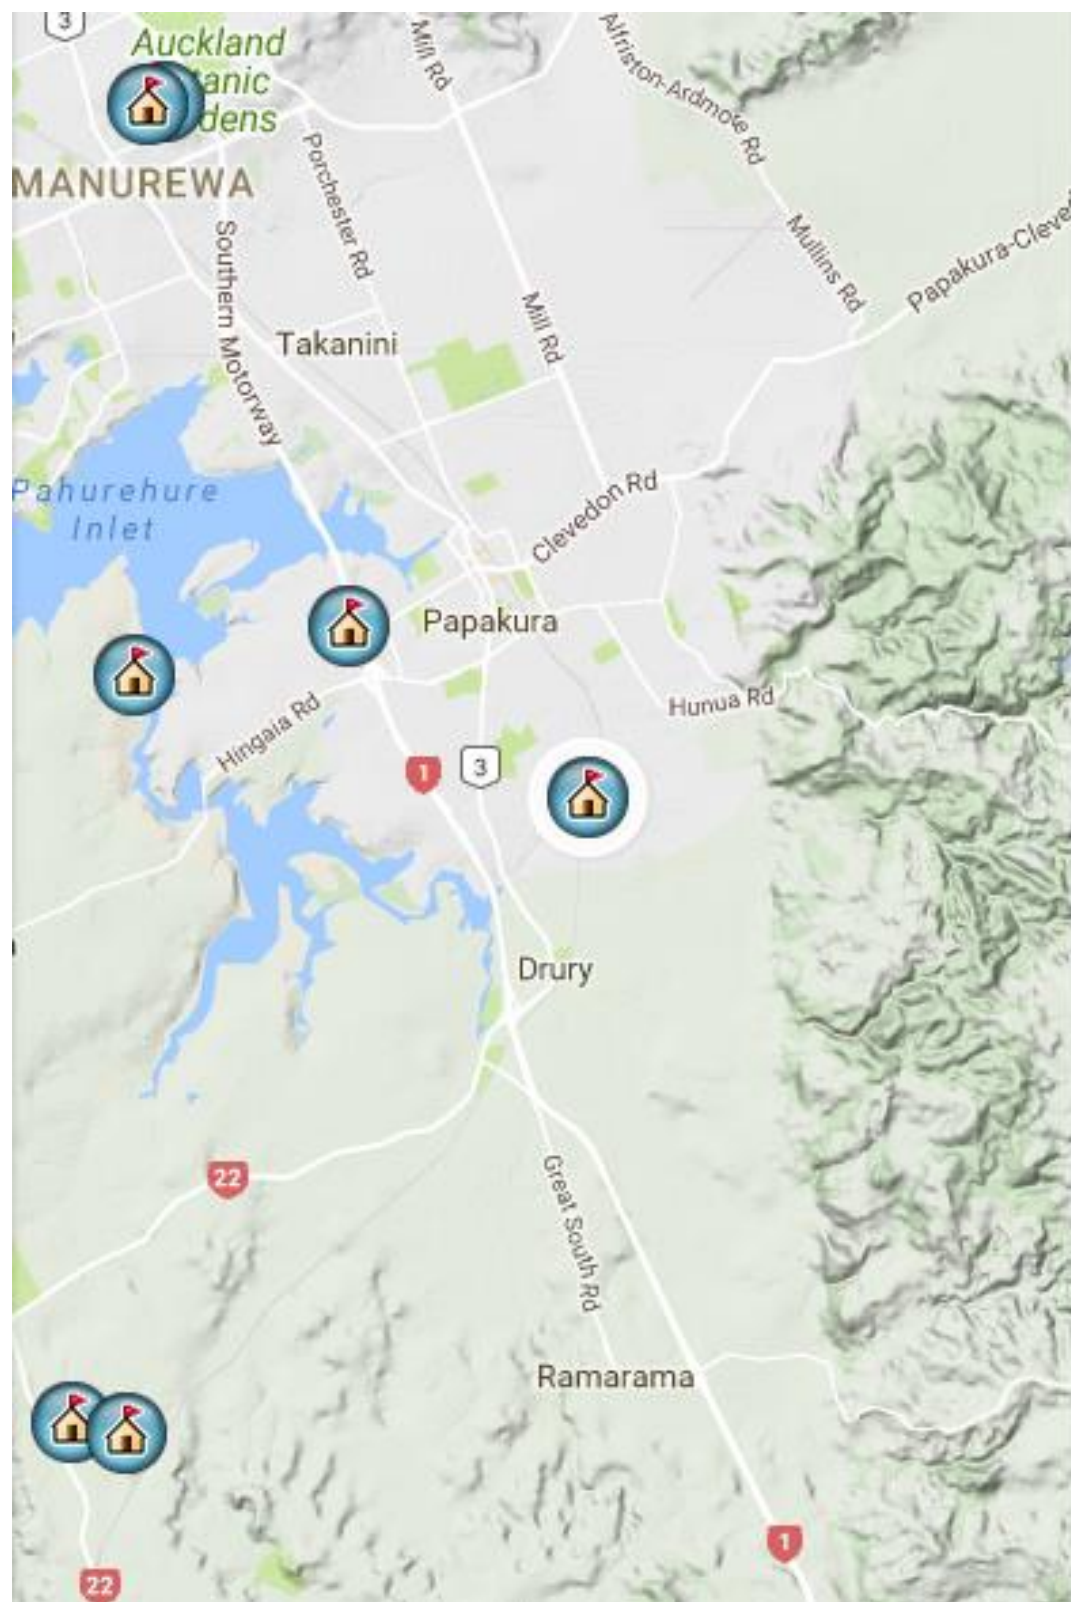 3
Auckland
tanic
dens
Mill Rd
Alfriston-Ardmore Rd
MANUREWA
Porchester Rd
Southern Motorway
Mullins Rd
Papakura-Cleve
Takanini
Mill Rd
Pahurehure
Inlet
Clevedon Rd
Papakura
Hunua Rd
Hingaia Rd
1
3
Drury
22
Great South Rd
Ramarama
1
22